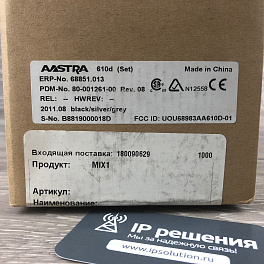 AASTRA 610d (Set)
Made in China
ERP-No. 68851.013
PDM-No. 80-001261-00 Rev. 08
REL: -- HWREV: --
N12558
2011.08 black/silver/grey
S-No. B8819000018D
FCC ID: UOU68983AA610D-01
Входящая поставка: 180090629 1000
Продукт: MIX1
Артикул:
Наименование:
IP решения
Мы за надежную связь!
www.ipsolution.ru